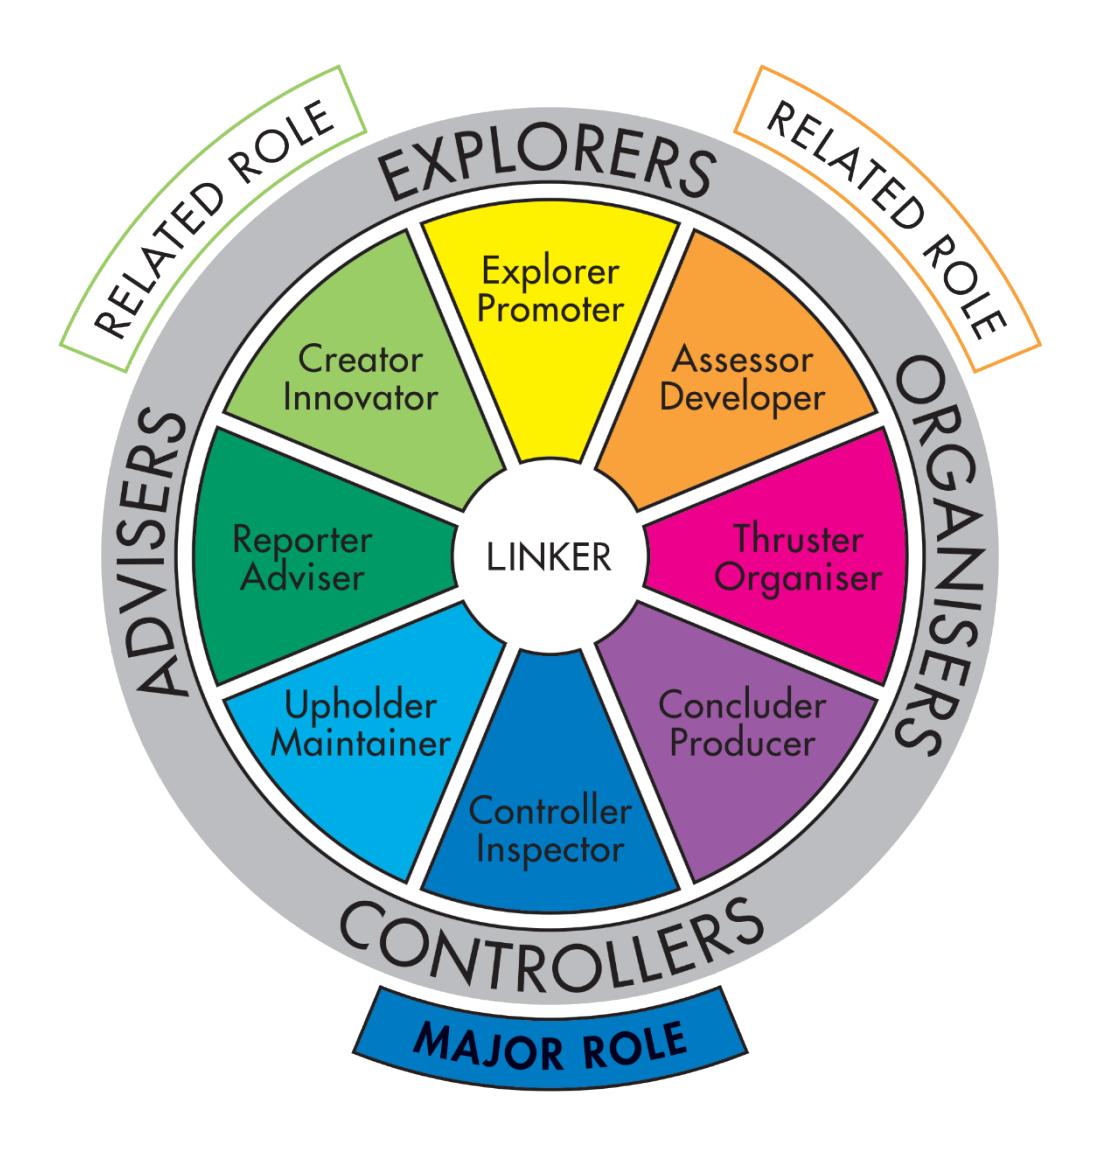 RELATED ROLE
RELATED ROLE
EXPLORERS
Explorer
Promoter
Creator
Innovator
Assessor
Developer
ADVISERS
ORGANISERS
Reporter
Adviser
LINKER
Thruster
Organiser
Upholder
Maintainer
Concluder
Producer
Controller
Inspector
CONTROLLERS
MAJOR ROLE